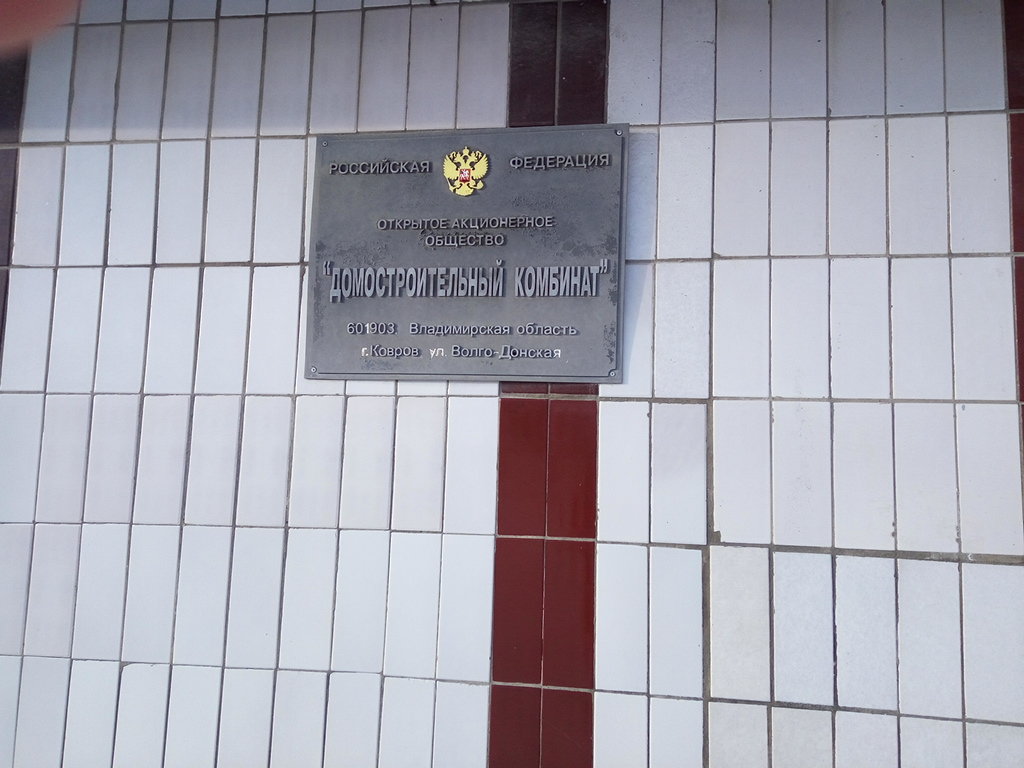 РОССИЙСКАЯ ФЕДЕРАЦИЯ
ОТКРЫТОЕ АКЦИОНЕРНОЕ
ОБЩЕСТВО
"ДОМОСТРОИТЕЛЬНЫЙ КОМБИНАТ"
601903 Владимирская область
г. Ковров ул. Волго-Донская